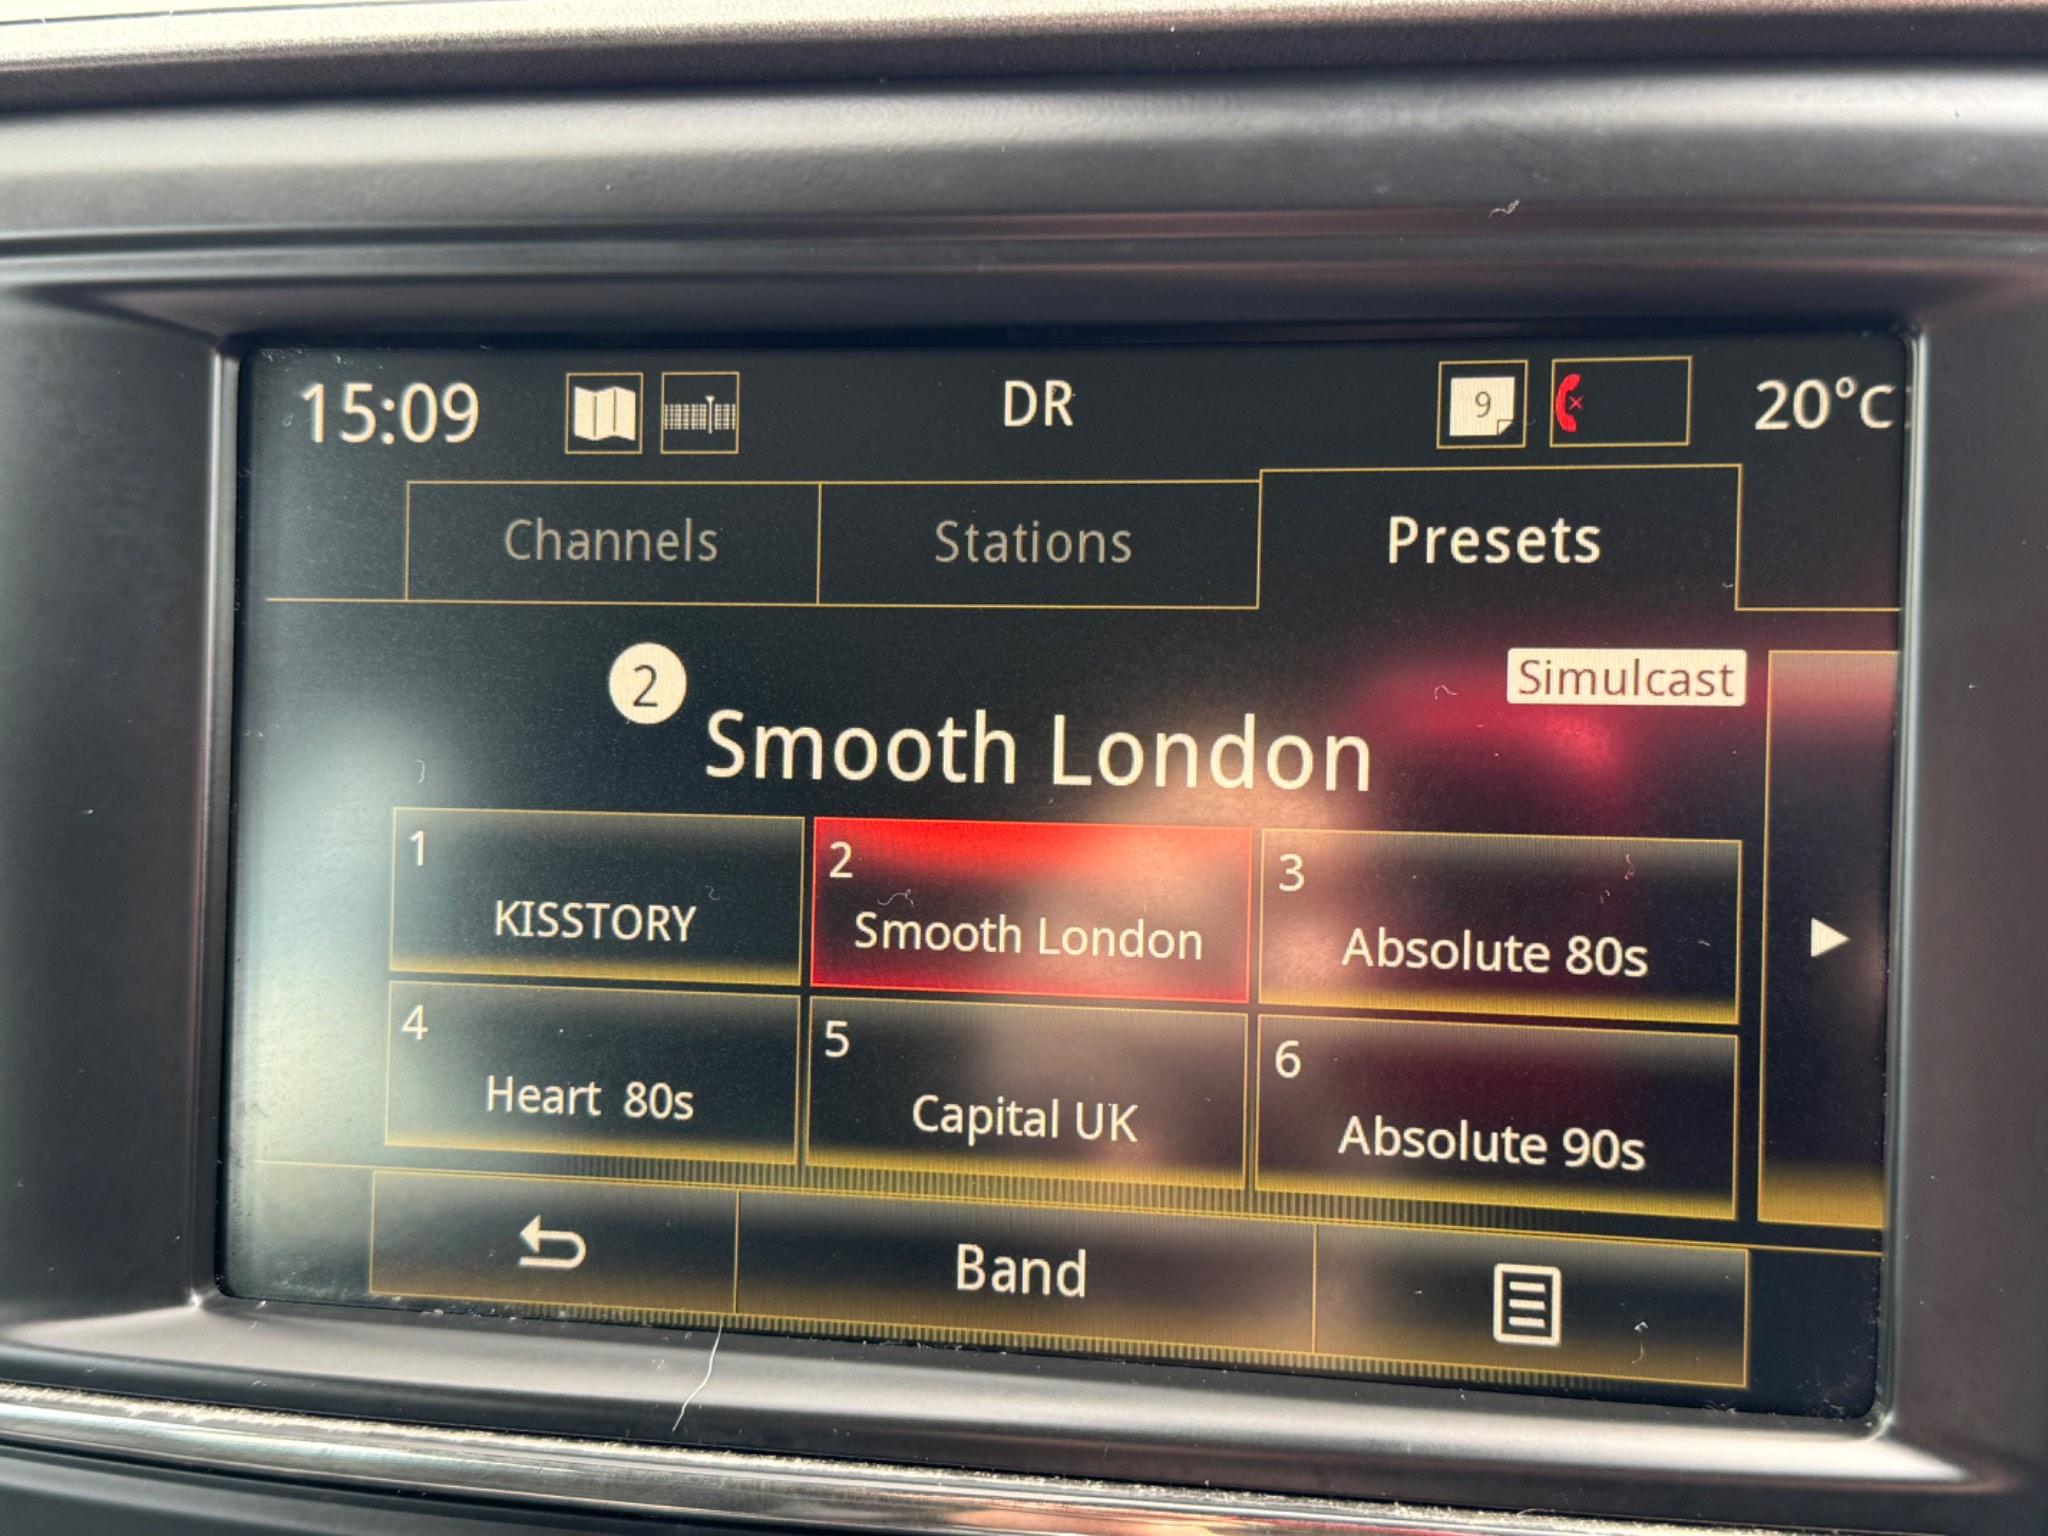 15:09 DR 9 20°C
Channels Stations Presets
2 Simulcast
Smooth London
1 2 3
KISSTORY Smooth London Absolute 80s
4 5 6
Heart 80s Capital UK Absolute 90s
Band